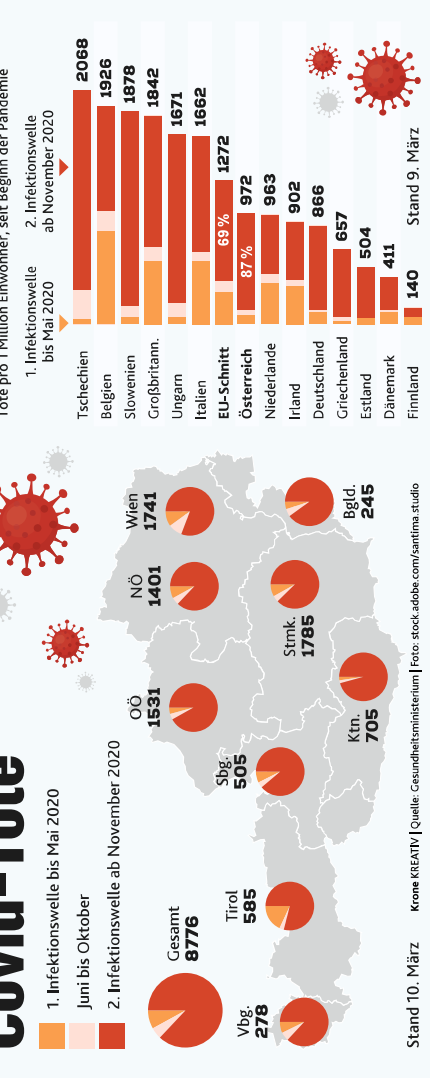 Covid-Tote
1. Infektionswelle bis Mai 2020
Juni bis Oktober
2. Infektionswelle ab November 2020
Gesamt
8776
Vbg.
278
Tirol
585
Sbg.
505
OÖ
1531
NÖ
1401
Wien
1741
Ktn.
705
Stmk.
1785
Bgld.
245
Stand 10. März
Krone KREATIV | Quelle: Gesundheitsministerium | Foto: stock.adobe.com/santima.studio
Tote pro 1 Million Einwohner, seit Beginn der Pandemie
1. Infektionswelle
bis Mai 2020
2. Infektionswelle
ab November 2020
Tschechien 2068
Belgien 1926
Slowenien 1878
Großbritann. 1842
Ungarn 1671
Italien 1662
EU-Schnitt 69 % 1272
Österreich 87 % 972
Niederlande 963
Irland 902
Deutschland 866
Griechenland 657
Estland 504
Dänemark 411
Finnland 140
Stand 9. März